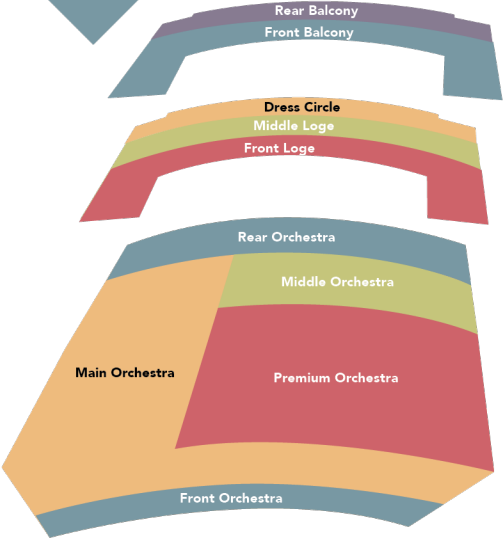 Rear Balcony
Front Balcony
Dress Circle
Middle Loge
Front Loge
Rear Orchestra
Middle Orchestra
Main Orchestra
Premium Orchestra
Front Orchestra